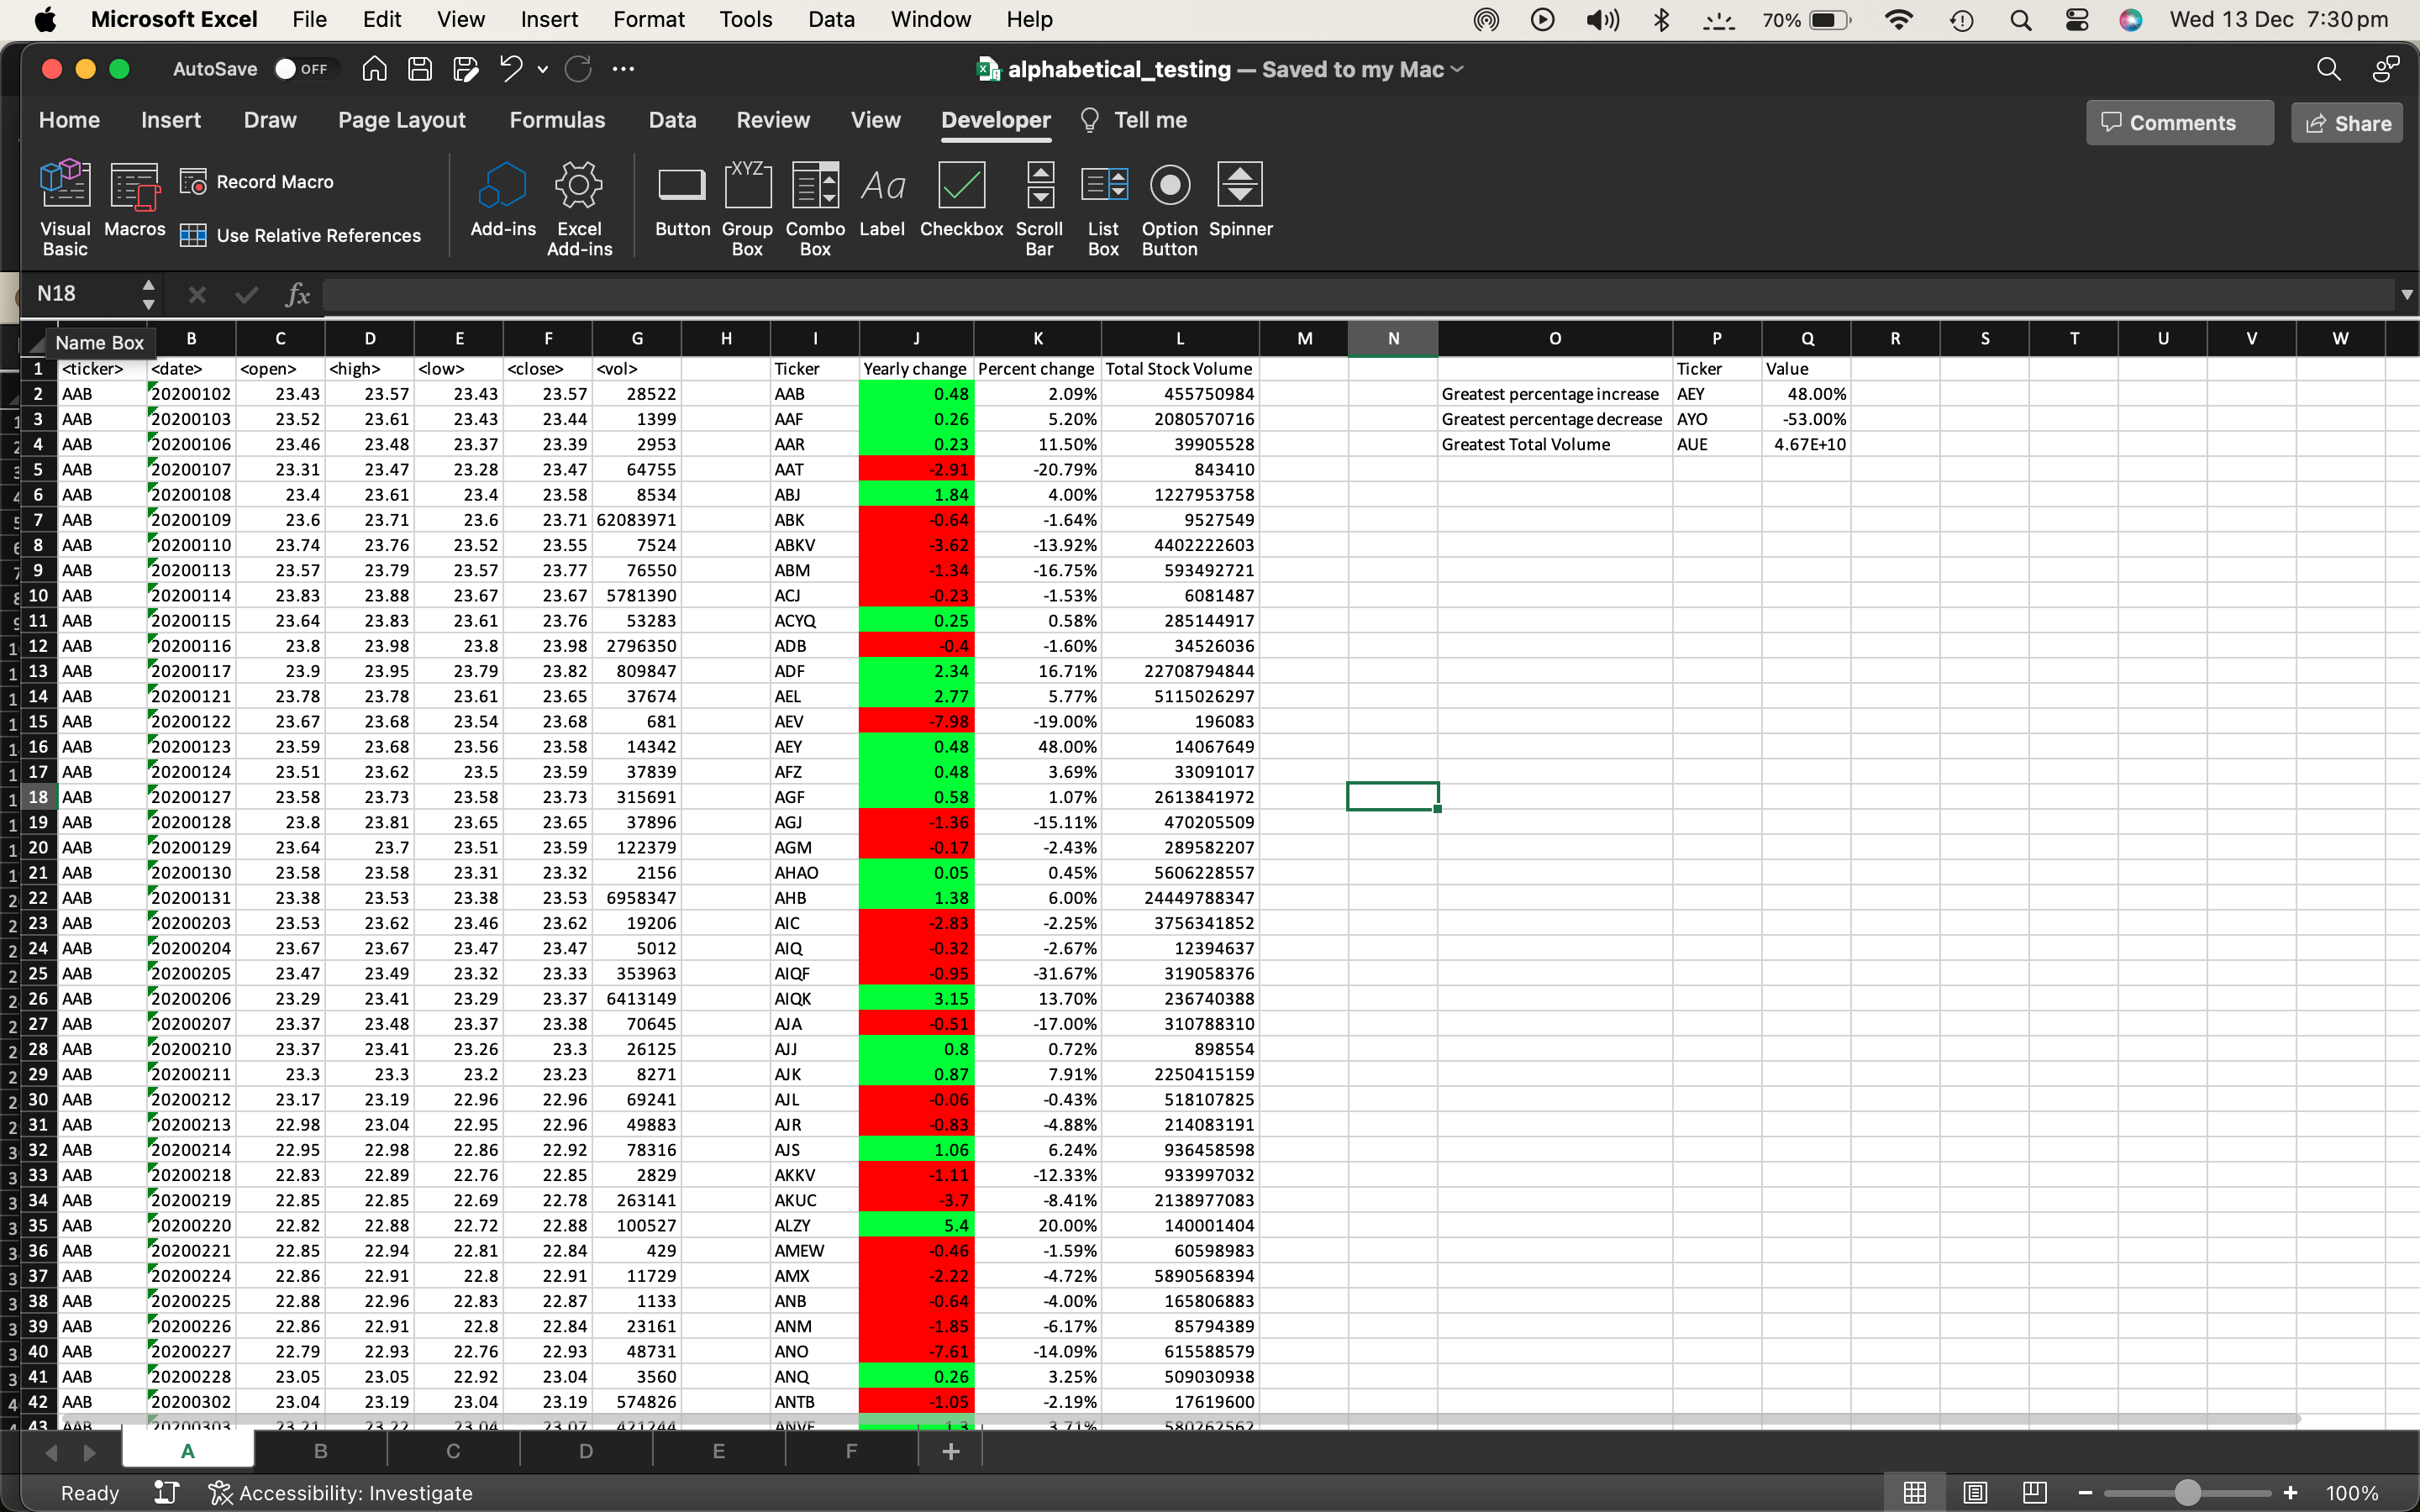 Microsoft Excel File Edit View Insert Format Tools Data Window Help 70% Wed 13 Dec 7:30 pm
AutoSave OFF alphabetical_testing — Saved to my Mac
Home Insert Draw Page Layout Formulas Data Review View Developer Tell me Comments Share
Record Macro
Use Relative References
XYZ
Aa
Visual Basic Macros Add-ins Excel Add-ins Button Group Box Combo Box Label Checkbox Scroll Bar List Box Option Button Spinner
N18 fx
Name Box B C D E F G H I J K L M N O P Q R S T U V W
1 <ticker> <date> <open> <high> <low> <close> <vol> Ticker Yearly change Percent change Total Stock Volume Ticker Value
2 AAB 20200102 23.43 23.57 23.43 23.57 28522 AAB 0.48 2.09% 455750984 Greatest percentage increase AEY 48.00%
3 AAB 20200103 23.52 23.61 23.43 23.44 1399 AAF 0.26 5.20% 2080570716 Greatest percentage decrease AYO -53.00%
4 AAB 20200106 23.46 23.48 23.37 23.39 2953 AAR 0.23 11.50% 39905528 Greatest Total Volume AUE 4.67E+10
5 AAB 20200107 23.31 23.47 23.28 23.47 64755 AAT -2.91 -20.79% 843410
6 AAB 20200108 23.4 23.61 23.4 23.58 8534 ABJ 1.84 4.00% 1227953758
7 AAB 20200109 23.6 23.71 23.6 23.71 62083971 ABK -0.64 -1.64% 9527549
8 AAB 20200110 23.74 23.76 23.52 23.55 7524 ABKV -3.62 -13.92% 4402222603
9 AAB 20200113 23.57 23.79 23.57 23.77 76550 ABM -1.34 -16.75% 593492721
10 AAB 20200114 23.83 23.88 23.67 23.67 5781390 ACJ -0.23 -1.53% 6081487
11 AAB 20200115 23.64 23.83 23.61 23.76 53283 ACYQ 0.25 0.58% 285144917
12 AAB 20200116 23.8 23.98 23.8 23.98 2796350 ADB -0.4 -1.60% 34526036
13 AAB 20200117 23.9 23.95 23.79 23.82 809847 ADF 2.34 16.71% 22708794844
14 AAB 20200121 23.78 23.78 23.61 23.65 37674 AEL 2.77 5.77% 5115026297
15 AAB 20200122 23.67 23.68 23.54 23.68 681 AEV -7.98 -19.00% 196083
16 AAB 20200123 23.59 23.68 23.56 23.58 14342 AEY 0.48 48.00% 14067649
17 AAB 20200124 23.51 23.62 23.5 23.59 37839 AFZ 0.48 3.69% 33091017
18 AAB 20200127 23.58 23.73 23.58 23.73 315691 AGF 0.58 1.07% 2613841972
19 AAB 20200128 23.8 23.81 23.65 23.65 37896 AGJ -1.36 -15.11% 470205509
20 AAB 20200129 23.64 23.7 23.51 23.59 122379 AGM -0.17 -2.43% 289582207
21 AAB 20200130 23.58 23.58 23.31 23.32 2156 AHAO 0.05 0.45% 5606228557
22 AAB 20200131 23.38 23.53 23.38 23.53 6958347 AHB 1.38 6.00% 24449788347
23 AAB 20200203 23.53 23.62 23.46 23.62 19206 AIC -2.83 -2.25% 3756341852
24 AAB 20200204 23.67 23.67 23.47 23.47 5012 AIQ -0.32 -2.67% 12394637
25 AAB 20200205 23.47 23.49 23.32 23.33 353963 AIQF -0.95 -31.67% 319058376
26 AAB 20200206 23.29 23.41 23.29 23.37 6413149 AIQK 3.15 13.70% 236740388
27 AAB 20200207 23.37 23.48 23.37 23.38 70645 AJA -0.51 -17.00% 310788310
28 AAB 20200210 23.37 23.41 23.26 23.3 26125 AJJ 0.8 0.72% 898554
29 AAB 20200211 23.3 23.3 23.2 23.23 8271 AJK 0.87 7.91% 2250415159
30 AAB 20200212 23.17 23.19 22.96 22.96 69241 AJL -0.06 -0.43% 518107825
31 AAB 20200213 22.98 23.04 22.95 22.96 49883 AJR -0.83 -4.88% 214083191
32 AAB 20200214 22.95 22.98 22.86 22.92 78316 AJS 1.06 6.24% 936458598
33 AAB 20200218 22.83 22.89 22.76 22.85 2829 AKKV -1.11 -12.33% 933997032
34 AAB 20200219 22.85 22.85 22.69 22.78 263141 AKUC -3.7 -8.41% 2138977083
35 AAB 20200220 22.82 22.88 22.72 22.88 100527 ALZY 5.4 20.00% 140001404
36 AAB 20200221 22.85 22.94 22.81 22.84 429 AMEW -0.46 -1.59% 60598983
37 AAB 20200224 22.86 22.91 22.8 22.91 11729 AMX -2.22 -4.72% 5890568394
38 AAB 20200225 22.88 22.96 22.83 22.87 1133 ANB -0.64 -4.00% 165806883
39 AAB 20200226 22.86 22.91 22.8 22.84 23161 ANM -1.85 -6.17% 85794389
40 AAB 20200227 22.79 22.93 22.76 22.93 48731 ANO -7.61 -14.09% 615588579
41 AAB 20200228 23.05 23.05 22.92 23.04 3560 ANQ 0.26 3.25% 509030938
42 AAB 20200302 23.04 23.19 23.04 23.19 574826 ANTB -1.05 -2.19% 17619600
43 AAB 20200303 23.21 23.22 23.04 23.07 421244 ANVF 1.3 3.71% 580262562
A B C D E F +
Ready Accessibility: Investigate 100%